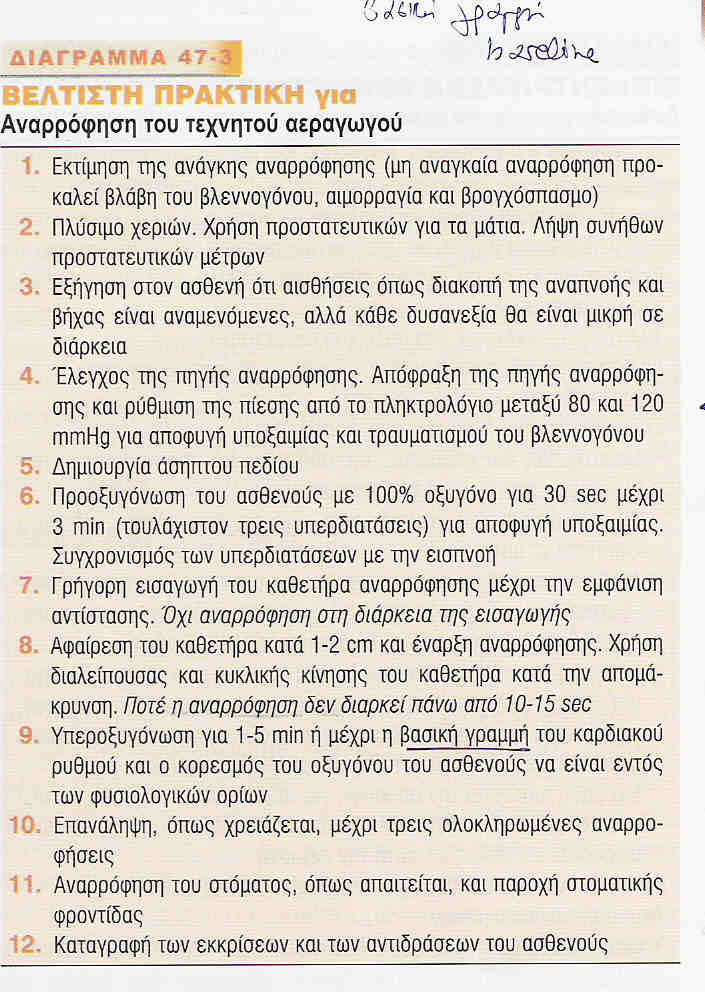 βασική γραμμή
baseline
ΔΙΑΓΡΑΜΜΑ 47-3
ΒΕΛΤΙΣΤΗ ΠΡΑΚΤΙΚΗ για
Αναρρόφηση του τεχνητού αεραγωγού
1. Εκτίμηση της ανάγκης αναρρόφησης (μη αναγκαία αναρρόφηση προ-
καλεί βλάβη του βλεννογόνου, αιμορραγία και βρογχόσπασμο)
2. Πλύσιμο χεριών. Χρήση προστατευτικών για τα μάτια. Λήψη συνήθων
προστατευτικών μέτρων
3. Εξήγηση στον ασθενή ότι αισθήσεις όπως διακοπή της αναπνοής και
βήχας είναι αναμενόμενες, αλλά κάθε δυσανεξία θα είναι μικρή σε
διάρκεια
4. Έλεγχος της πηγής αναρρόφησης. Απόφραξη της πηγής αναρρόφη-
σης και ρύθμιση της πίεσης από το πληκτρολόγιο μεταξύ 80 και 120
mmHg για αποφυγή υποξαιμίας και τραυματισμού του βλεννογόνου
5. Δημιουργία άσηπτου πεδίου
6. Προοξυγόνωση του ασθενούς με 100% οξυγόνο για 30 sec μέχρι
3 min (τουλάχιστον τρεις υπερδιατάσεις) για αποφυγή υποξαιμίας.
Συγχρονισμός των υπερδιατάσεων με την εισπνοή
7. Γρήγορη εισαγωγή του καθετήρα αναρρόφησης μέχρι την εμφάνιση
αντίστασης. Όχι αναρρόφηση στη διάρκεια της εισαγωγής
8. Αφαίρεση του καθετήρα κατά 1-2 cm και έναρξη αναρρόφησης. Χρήση
διαλείπουσας και κυκλικής κίνησης του καθετήρα κατά την απομά-
κρυνση. Ποτέ η αναρρόφηση δεν διαρκεί πάνω από 10-15 sec
9. Υπεροξυγόνωση για 1-5 min ή μέχρι η βασική γραμμή του καρδιακού
ρυθμού και ο κορεσμός του οξυγόνου του ασθενούς να είναι εντός
των φυσιολογικών ορίων
10. Επανάληψη, όπως χρειάζεται, μέχρι τρεις ολοκληρωμένες αναρρο-
φήσεις
11. Αναρρόφηση του στόματος, όπως απαιτείται, και παροχή στοματικής
φροντίδας
12. Καταγραφή των εκκρίσεων και των αντιδράσεων του ασθενούς